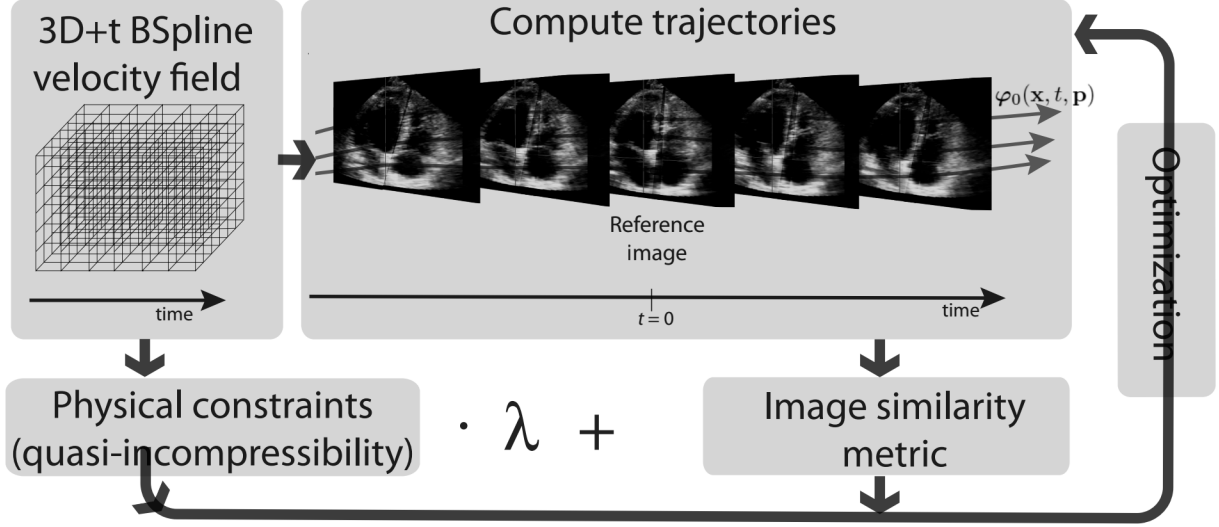 3D+t BSpline
velocity field
time
Compute trajectories
φ₀(x, t, p)
Reference
image
t = 0
time
Optimization
Physical constraints
(quasi-incompressibility)
· λ +
Image similarity
metric